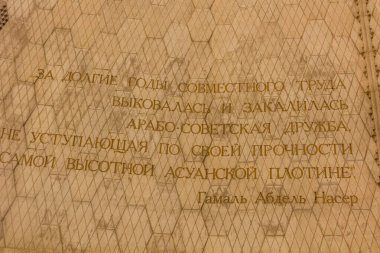 ЗА ДОЛГИЕ ГОДЫ СОВМЕСТНОГО ТРУДА
ВЫКОВАЛАСЬ И ЗАКАЛИЛАСЬ
АРАБО-СОВЕТСКАЯ ДРУЖБА,
НЕ УСТУПАЮЩАЯ ПО СВОЕЙ ПРОЧНОСТИ
САМОЙ ВЫСОТНОЙ АСУАНСКОЙ ПЛОТИНЕ"
Гамаль Абдель Насер